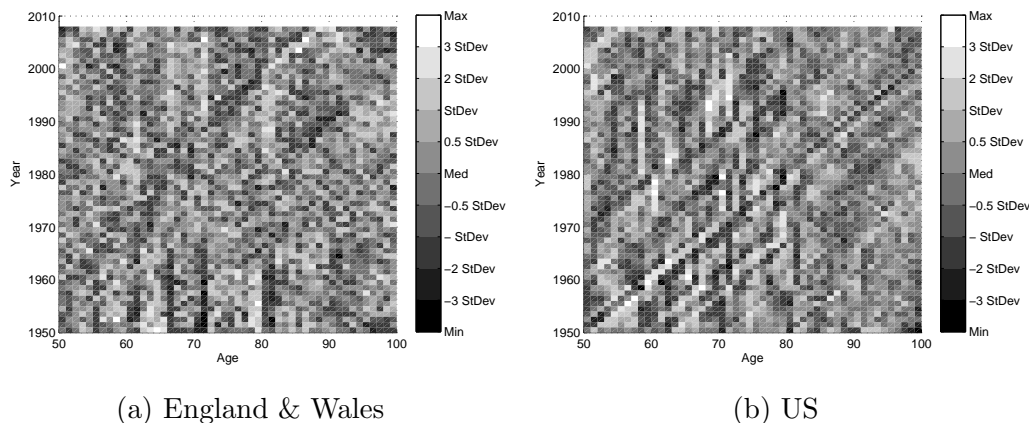 2010
2000
1990
1980
1970
1960
1950
Year
50 60 70 80 90 100
Age
Max
3 StDev
2 StDev
StDev
0.5 StDev
Med
−0.5 StDev
− StDev
−2 StDev
−3 StDev
Min
(a) England & Wales
2010
2000
1990
1980
1970
1960
1950
Year
50 60 70 80 90 100
Age
Max
3 StDev
2 StDev
StDev
0.5 StDev
Med
−0.5 StDev
− StDev
−2 StDev
−3 StDev
Min
(b) US